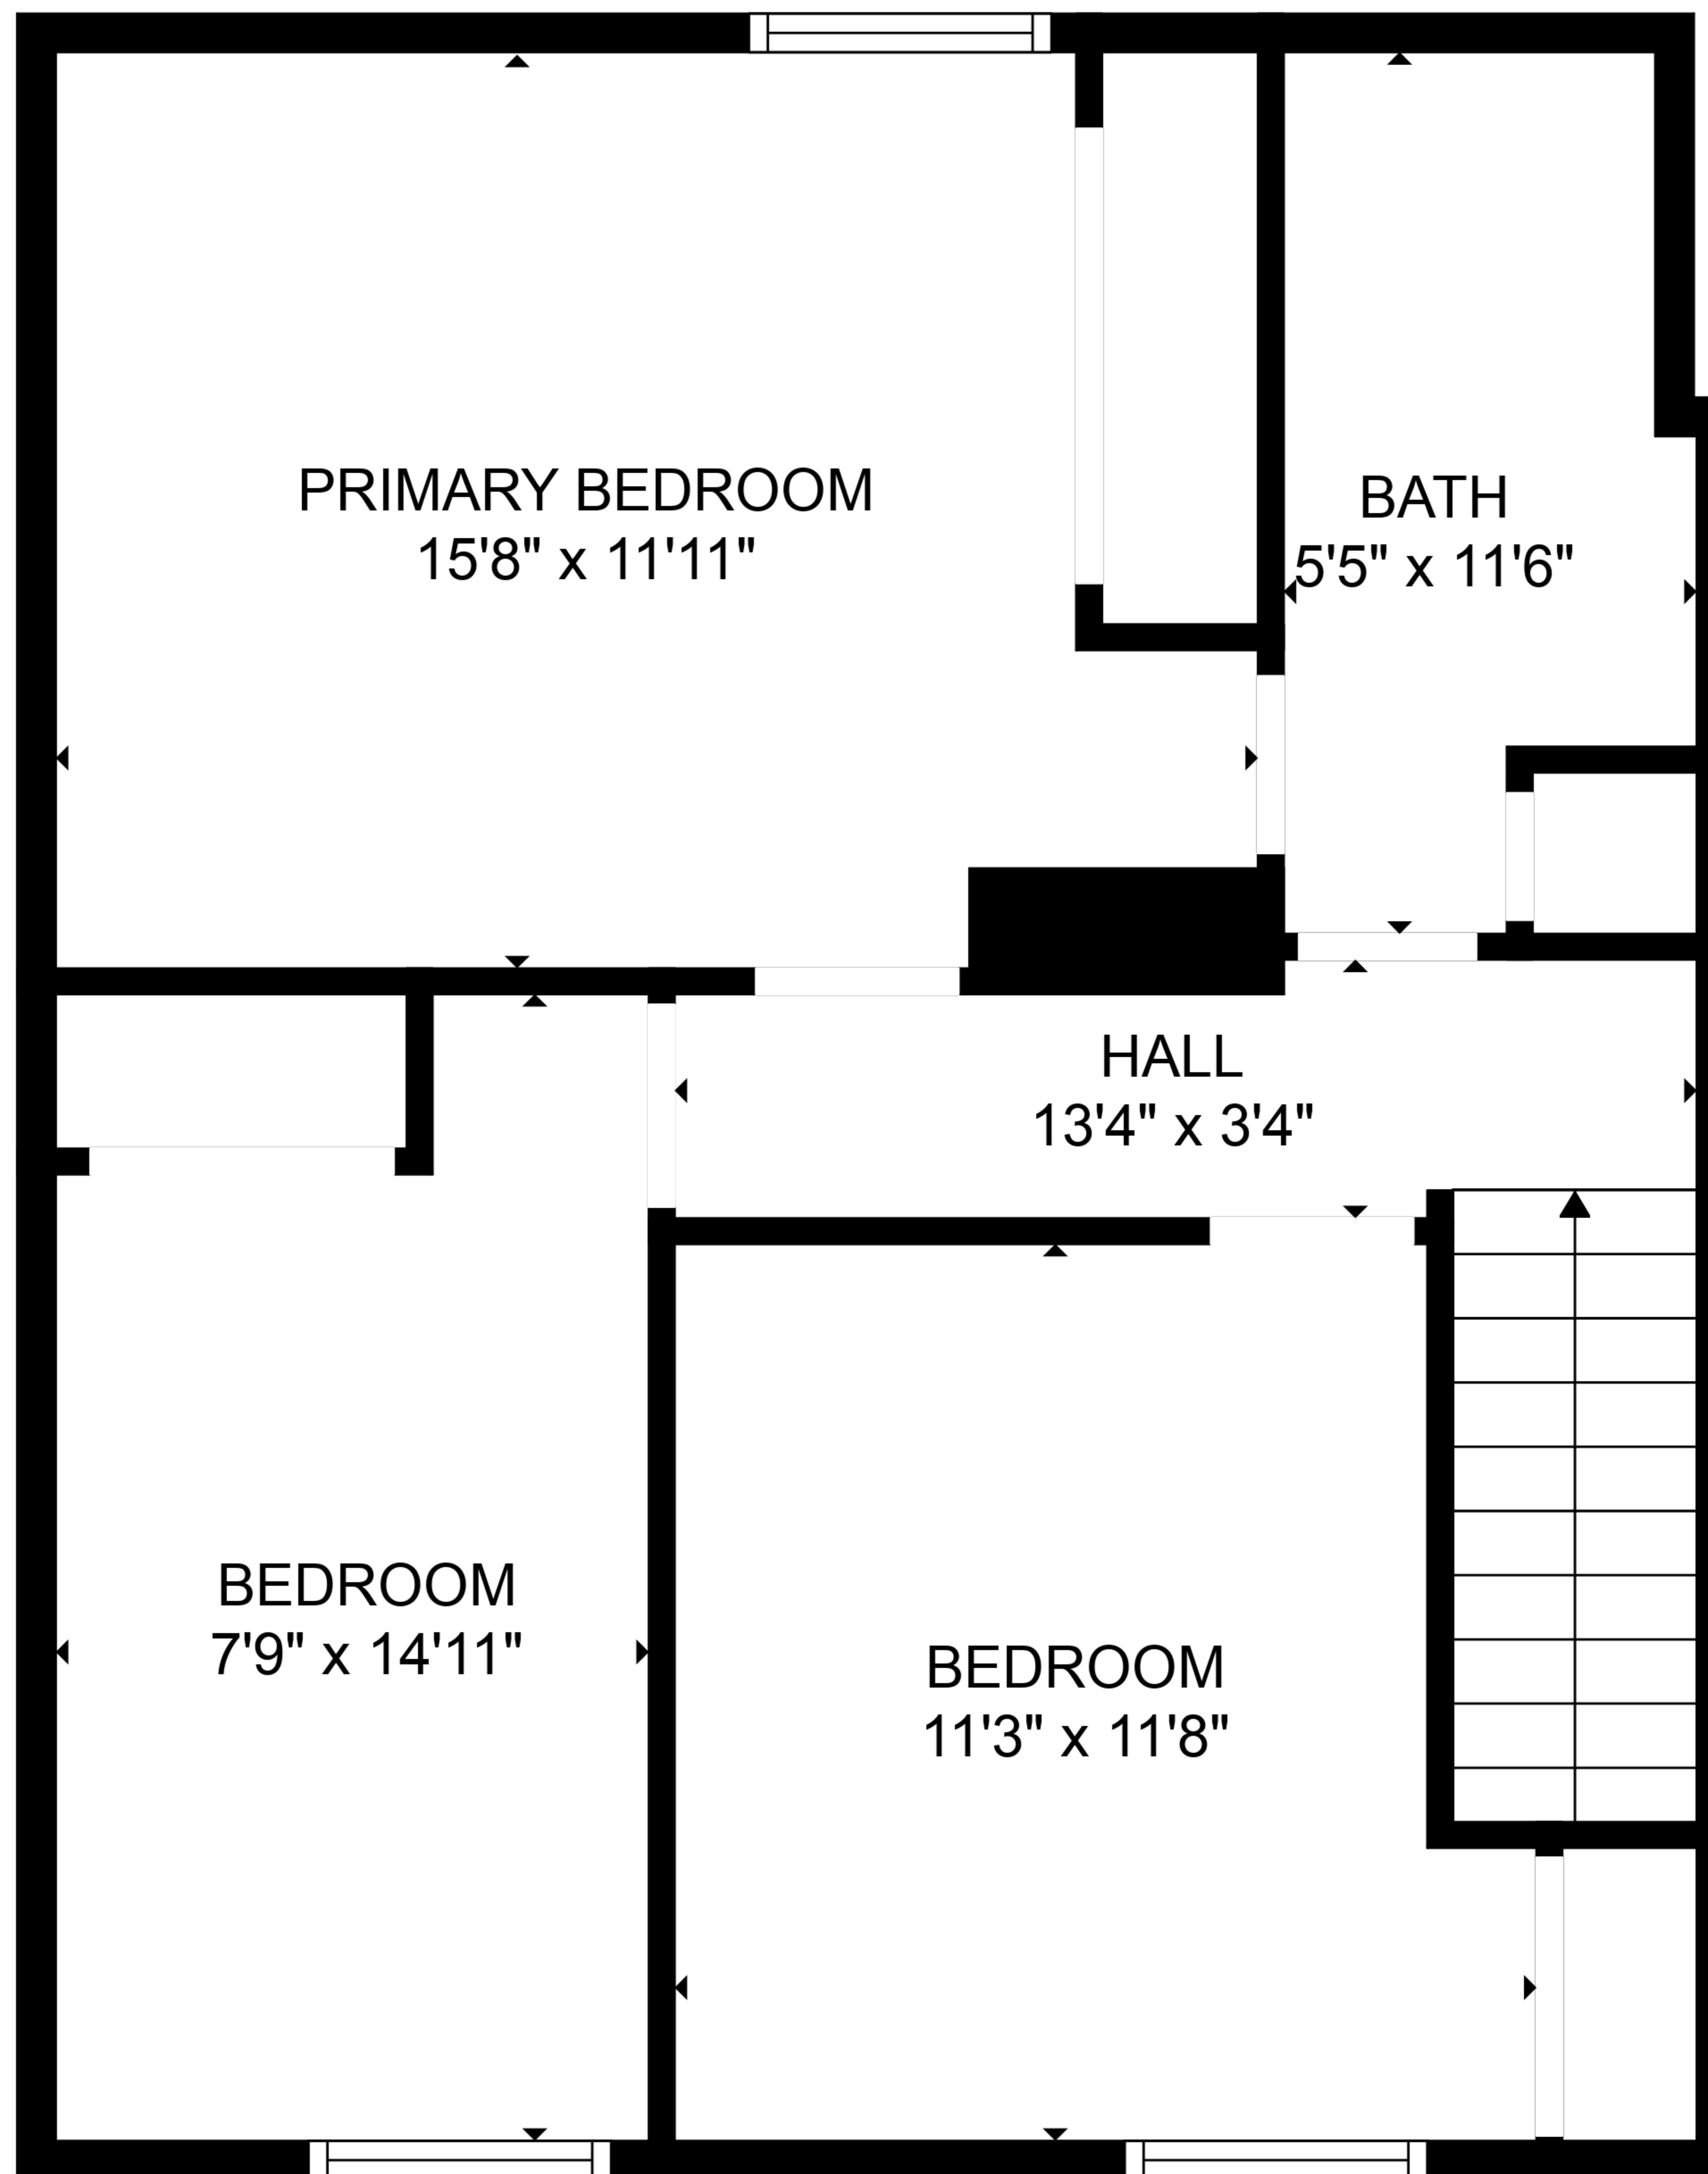 PRIMARY BEDROOM
15'8" x 11'11"
BATH
5'5" x 11'6"
HALL
13'4" x 3'4"
BEDROOM
7'9" x 14'11"
BEDROOM
11'3" x 11'8"